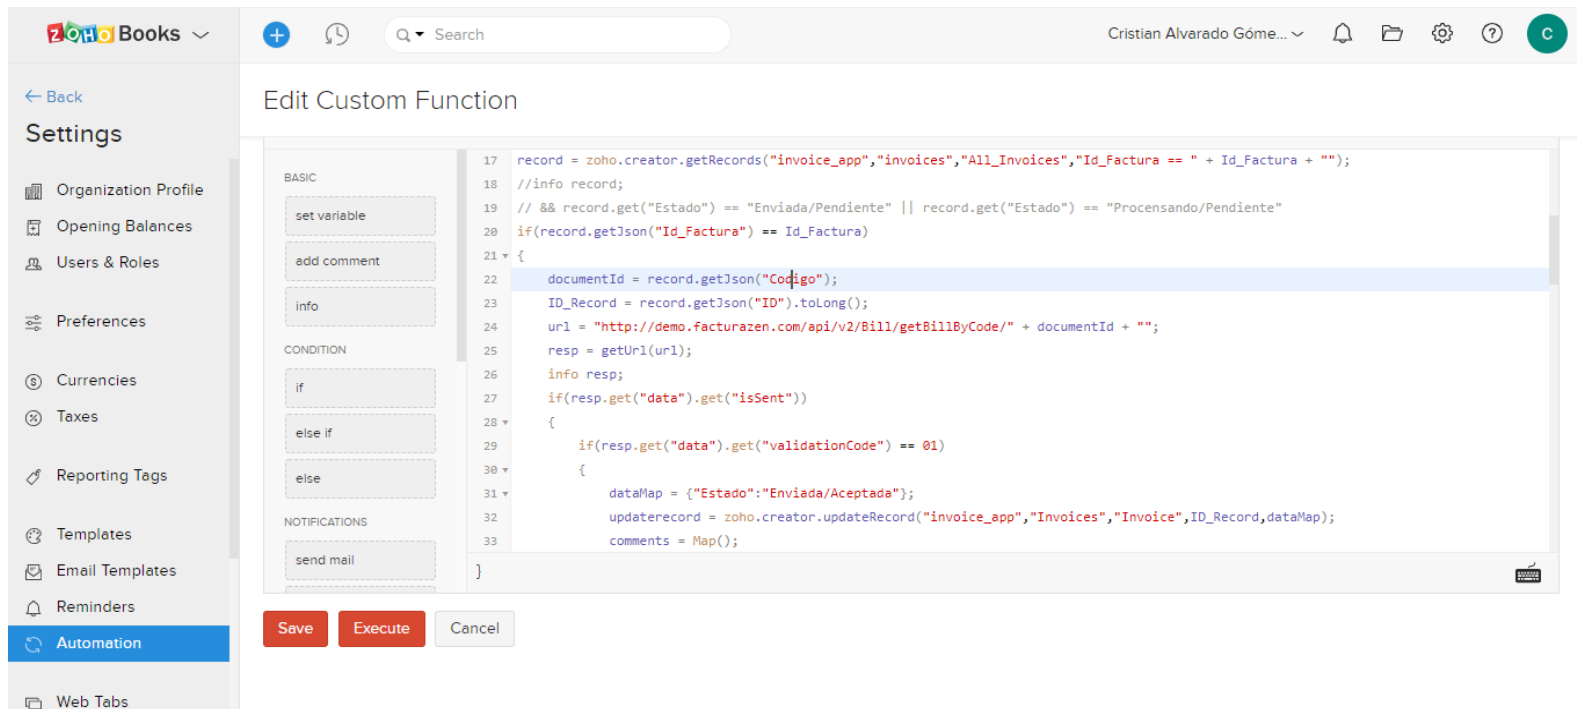 ZOHO Books
Search
Cristian Alvarado Góme...
C
Back
Settings
Organization Profile
Opening Balances
Users & Roles
Preferences
Currencies
Taxes
Reporting Tags
Templates
Email Templates
Reminders
Automation
Web Tabs
Edit Custom Function
BASIC
set variable
add comment
info
CONDITION
if
else if
else
NOTIFICATIONS
send mail
17 record = zoho.creator.getRecords("invoice_app","invoices","All_Invoices","Id_Factura == " + Id_Factura + "");
18 //info record;
19 // && record.get("Estado") == "Enviada/Pendiente" || record.get("Estado") == "Procensando/Pendiente"
20 if(record.getJson("Id_Factura") == Id_Factura)
21 {
22 documentId = record.getJson("Codigo");
23 ID_Record = record.getJson("ID").toLong();
24 url = "http://demo.facturazen.com/api/v2/Bill/getBillByCode/" + documentId + "";
25 resp = getUrl(url);
26 info resp;
27 if(resp.get("data").get("isSent"))
28 {
29 if(resp.get("data").get("validationCode") == 01)
30 {
31 dataMap = {"Estado":"Enviada/Aceptada"};
32 updaterecord = zoho.creator.updateRecord("invoice_app","Invoices","Invoice",ID_Record,dataMap);
33 comments = Map();
}
Save
Execute
Cancel